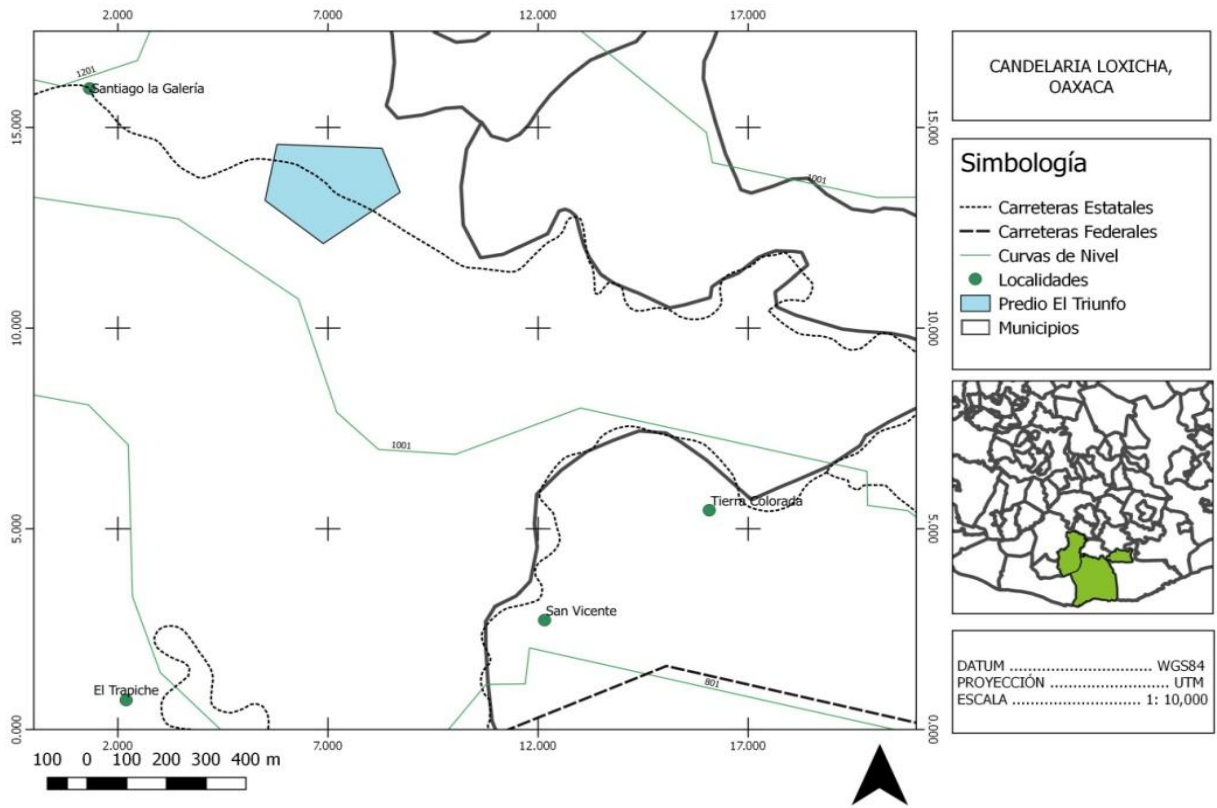 2.000 7.000 12.000 17.000
1201
Santiago la Galería
15.000
15.000
1001
10.000
10.000
1001
Tierra Colorada
5.000
5.000
San Vicente
El Trapiche
801
0.000
0.000
2.000 7.000 12.000 17.000
100 0 100 200 300 400 m
CANDELARIA LOXICHA,
OAXACA
Simbología
Carreteras Estatales
Carreteras Federales
Curvas de Nivel
Localidades
Predio El Triunfo
Municipios
DATUM ............................ WGS84
PROYECCIÓN ........................ UTM
ESCALA ........................... 1: 10,000